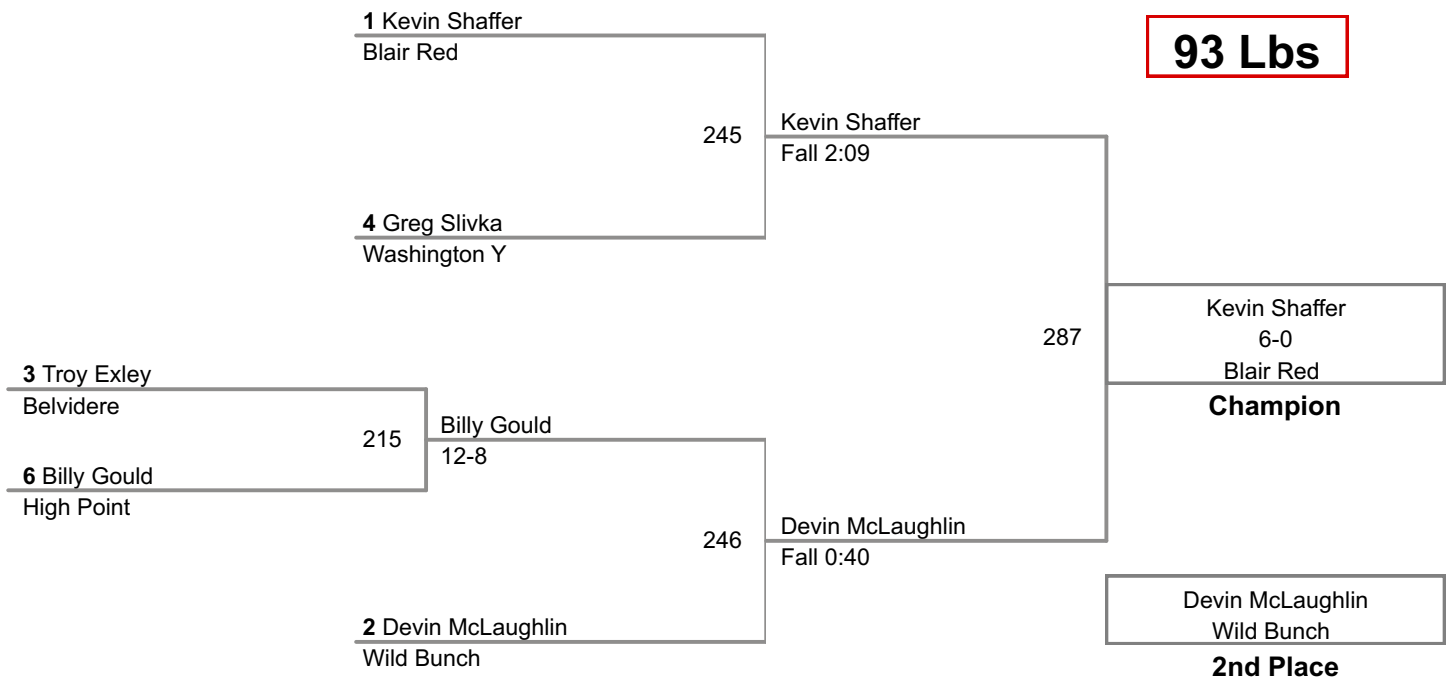 1 Kevin Shaffer
Blair Red
93 Lbs
245
Kevin Shaffer
Fall 2:09
4 Greg Slivka
Washington Y
287
Kevin Shaffer
6-0
Blair Red
Champion
3 Troy Exley
Belvidere
215
Billy Gould
12-8
6 Billy Gould
High Point
246
Devin McLaughlin
Fall 0:40
2 Devin McLaughlin
Wild Bunch
Devin McLaughlin
Wild Bunch
2nd Place